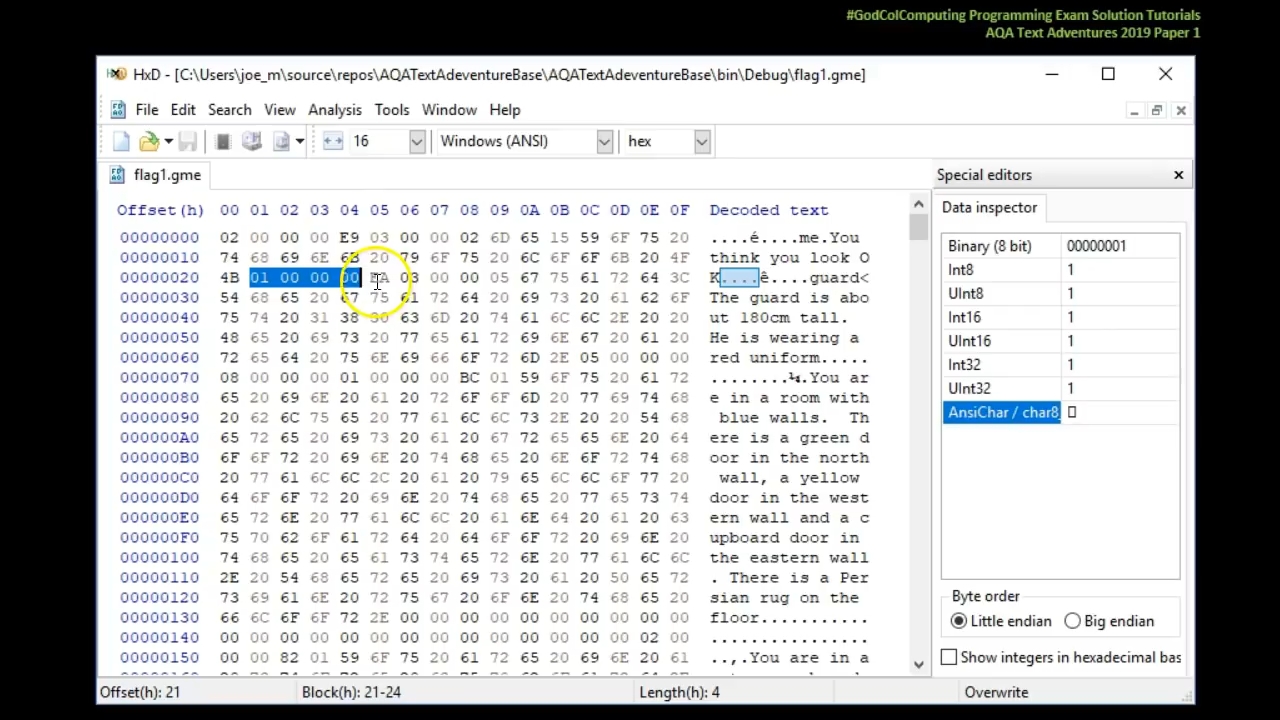 #GodColComputing Programming Exam Solution Tutorials
AQA Text Adventures 2019 Paper 1
HxD - [C:\Users\joe_m\source\repos\AQATextAdeventureBase\AQATextAdeventureBase\bin\Debug\flag1.gme]
File Edit Search View Analysis Tools Window Help
16 Windows (ANSI) hex
flag1.gme
Special editors
Data inspector
Offset(h) 00 01 02 03 04 05 06 07 08 09 0A 0B 0C 0D 0E 0F Decoded text
00000000 02 00 00 00 E9 03 00 00 02 6D 65 15 59 6F 75 20 ....é....me.You
00000010 74 68 69 6E 6B 20 79 6F 75 20 6C 6F 6F 6B 20 4F think you look O
00000020 4B 01 00 00 00 EA 03 00 00 05 67 75 61 72 64 3C K....ê....guard<
00000030 54 68 65 20 67 75 61 72 64 20 69 73 20 61 62 6F The guard is abo
00000040 75 74 20 31 38 30 63 6D 20 74 61 6C 6C 2E 20 20 ut 180cm tall.
00000050 48 65 20 69 73 20 77 65 61 72 69 6E 67 20 61 20 He is wearing a
00000060 72 65 64 20 75 6E 69 66 6F 72 6D 2E 05 00 00 00 red uniform.....
00000070 08 00 00 00 01 00 00 00 BC 01 59 6F 75 20 61 72 ........¼.You ar
00000080 65 20 69 6E 20 61 20 72 6F 6F 6D 20 77 69 74 68 e in a room with
00000090 20 62 6C 75 65 20 77 61 6C 6C 73 2E 20 20 54 68 blue walls.  Th
000000A0 65 72 65 20 69 73 20 61 20 67 72 65 65 6E 20 64 ere is a green d
000000B0 6F 6F 72 20 69 6E 20 74 68 65 20 6E 6F 72 74 68 oor in the north
000000C0 20 77 61 6C 6C 2C 20 61 20 79 65 6C 6C 6F 77 20 wall, a yellow
000000D0 64 6F 6F 72 20 69 6E 20 74 68 65 20 77 65 73 74 door in the west
000000E0 65 72 6E 20 77 61 6C 6C 20 61 6E 64 20 61 20 63 ern wall and a c
000000F0 75 70 62 6F 61 72 64 20 64 6F 6F 72 20 69 6E 20 upboard door in
00000100 74 68 65 20 65 61 73 74 65 72 6E 20 77 61 6C 6C the eastern wall
00000110 2E 20 54 68 65 72 65 20 69 73 20 61 20 50 65 72 . There is a Per
00000120 73 69 61 6E 20 72 75 67 20 6F 6E 20 74 68 65 20 sian rug on the
00000130 66 6C 6F 6F 72 2E 00 00 00 00 00 00 00 00 00 00 floor...........
00000140 00 00 00 00 00 00 00 00 00 00 00 00 00 00 02 00 ................
00000150 00 00 82 01 59 6F 75 20 61 72 65 20 69 6E 20 61 ..‚.You are in a
Binary (8 bit) 00000001
Int8 1
UInt8 1
Int16 1
UInt16 1
Int32 1
UInt32 1
AnsiChar / char8
Byte order
Little endian Big endian
Show integers in hexadecimal bas
Offset(h): 21 Block(h): 21-24 Length(h): 4 Overwrite